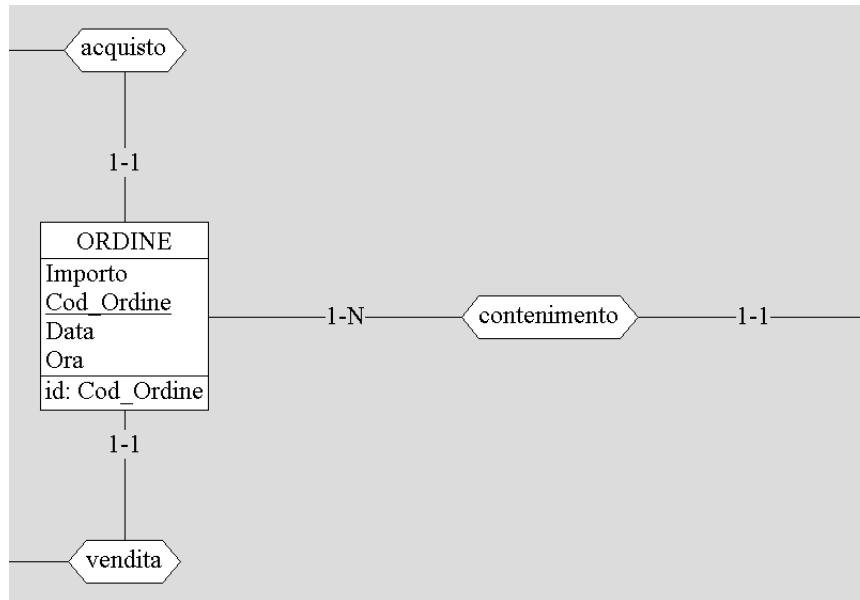 acquisto
1-1
ORDINE
Importo
Cod_Ordine
Data
Ora
id: Cod_Ordine
1-N
contenimento
1-1
1-1
vendita